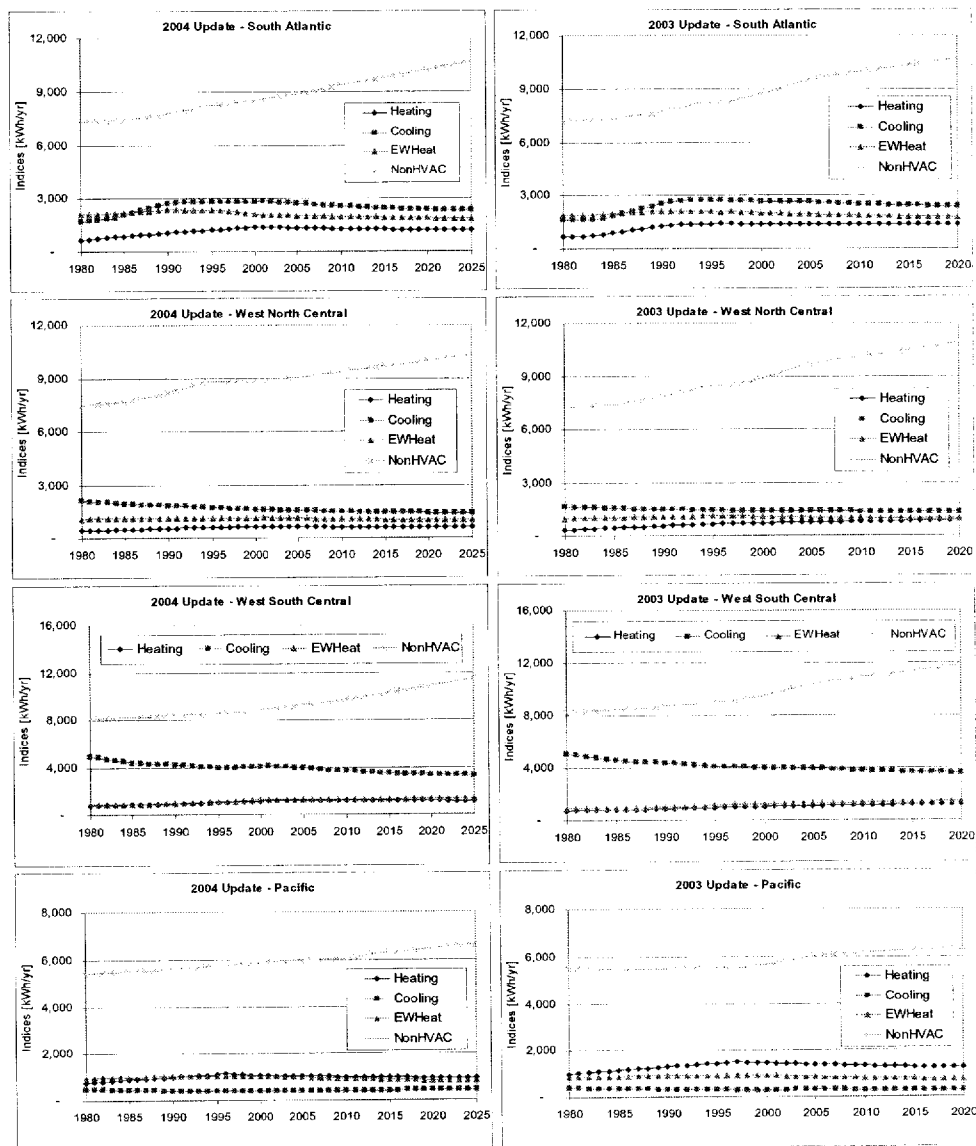 2004 Update - South Atlantic
12,000
9,000
6,000
3,000
-
Indices [kWh/yr]
Heating
Cooling
EWHeat
NonHVAC
1980 1985 1990 1995 2000 2005 2010 2015 2020 2025
2003 Update - South Atlantic
12,000
9,000
6,000
3,000
-
Indices [kWh/yr]
Heating
Cooling
EWHeat
NonHVAC
1980 1985 1990 1995 2000 2005 2010 2015 2020
2004 Update - West North Central
12,000
9,000
6,000
3,000
-
Indices [kWh/yr]
Heating
Cooling
EWHeat
NonHVAC
1980 1985 1990 1995 2000 2005 2010 2015 2020 2025
2003 Update - West North Central
12,000
9,000
6,000
3,000
-
Indices [kWh/yr]
Heating
Cooling
EWHeat
NonHVAC
1980 1985 1990 1995 2000 2005 2010 2015 2020
2004 Update - West South Central
16,000
12,000
8,000
4,000
-
Indices [kWh/yr]
Heating Cooling EWHeat NonHVAC
1980 1985 1990 1995 2000 2005 2010 2015 2020 2025
2003 Update - West South Central
16,000
12,000
8,000
4,000
-
Indices [kWh/yr]
Heating Cooling EWHeat NonHVAC
1980 1985 1990 1995 2000 2005 2010 2015 2020
2004 Update - Pacific
8,000
6,000
4,000
2,000
-
Indices [kWh/yr]
Heating
Cooling
EWHeat
NonHVAC
1980 1985 1990 1995 2000 2005 2010 2015 2020 2025
2003 Update - Pacific
8,000
6,000
4,000
2,000
-
Indices [kWh/yr]
Heating
Cooling
EWHeat
NonHVAC
1980 1985 1990 1995 2000 2005 2010 2015 2020